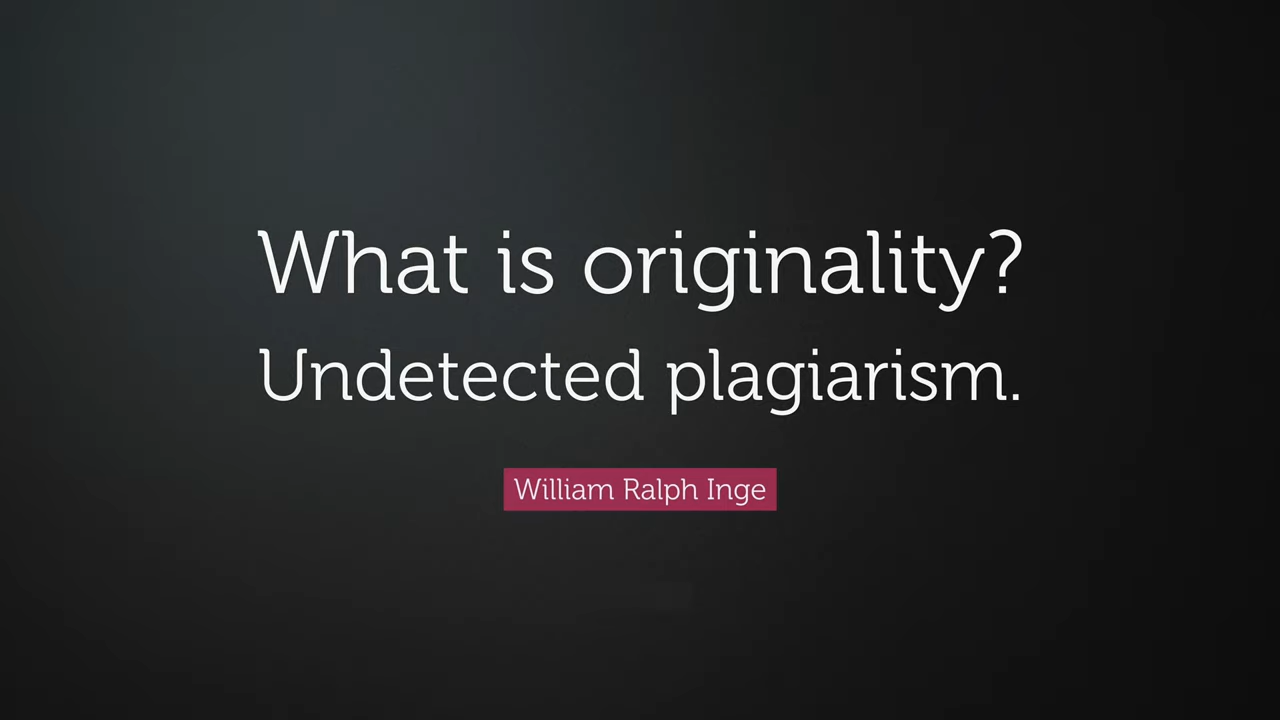 What is originality?
Undetected plagiarism.
William Ralph Inge